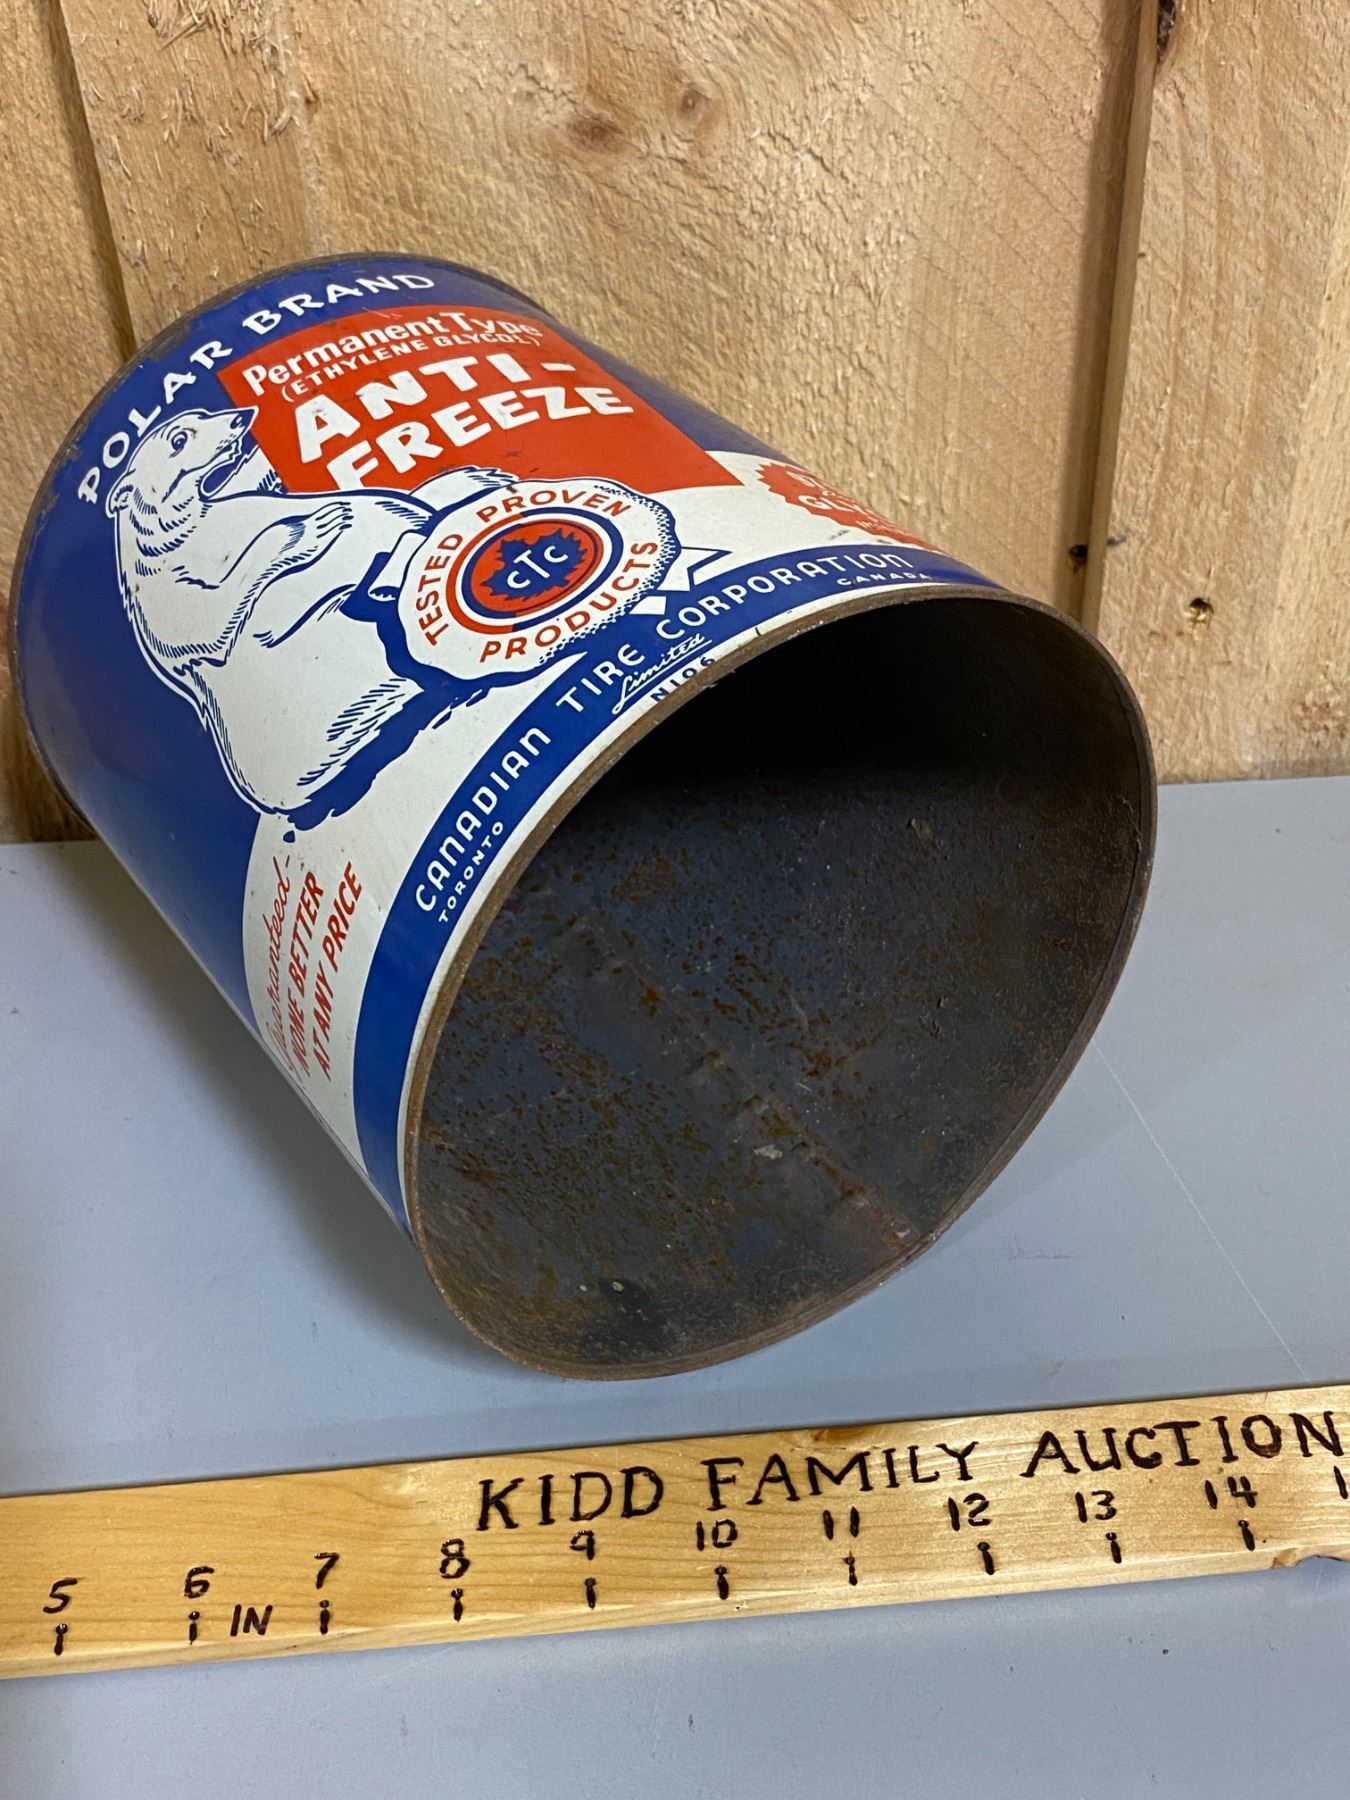 POLAR BRAND
Permanent Type
(ETHYLENE GLYCOL)
ANTI-
FREEZE
TESTED PROVEN
CTC
PRODUCTS
CANADIAN TIRE CORPORATION
Limited
TORONTO
CANADA
N196
Guaranteed-
NONE BETTER
AT ANY PRICE
KIDD FAMILY AUCTION
5 6 7 8 9 10 11 12 13 14
IN